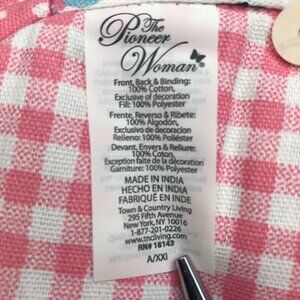 The
Pioneer
Woman®
Front, Back & Binding:
100% Cotton,
Exclusive of decoration
Fill: 100% Polyester
Frente, Reverso & Ribete:
100% Algodón,
Exclusivo de decoracion
Relleno: 100% Poliéster
Devant, Envers & Reliure:
100% Coton,
Exception faite de la décoration
Garniture: 100% Polyester
MADE IN INDIA
HECHO EN INDIA
FABRIQUÉ EN INDE
Town & Country Living
295 Fifth Avenue
New York, NY 10016
1-877-201-0226
www.tncliving.com
RN# 18143
A/XXI